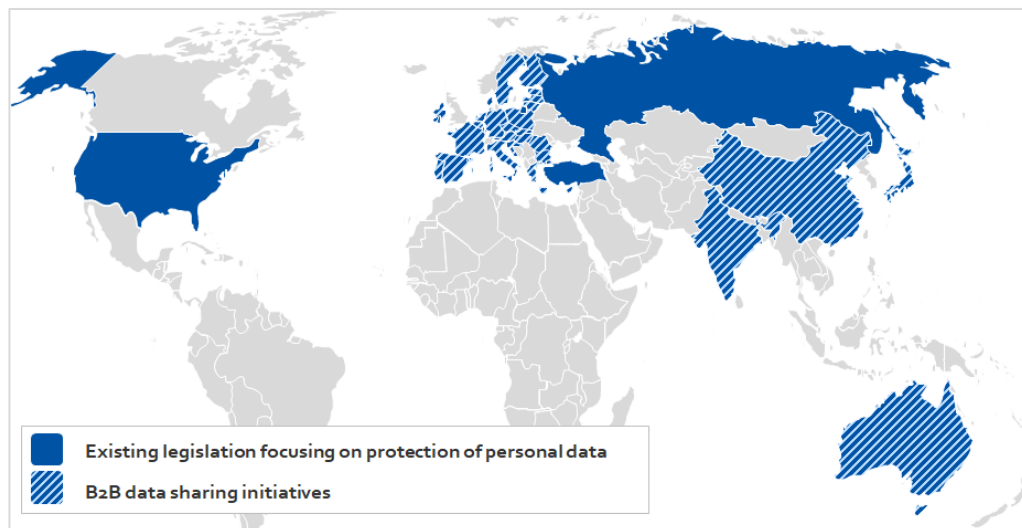 Existing legislation focusing on protection of personal data
B2B data sharing initiatives